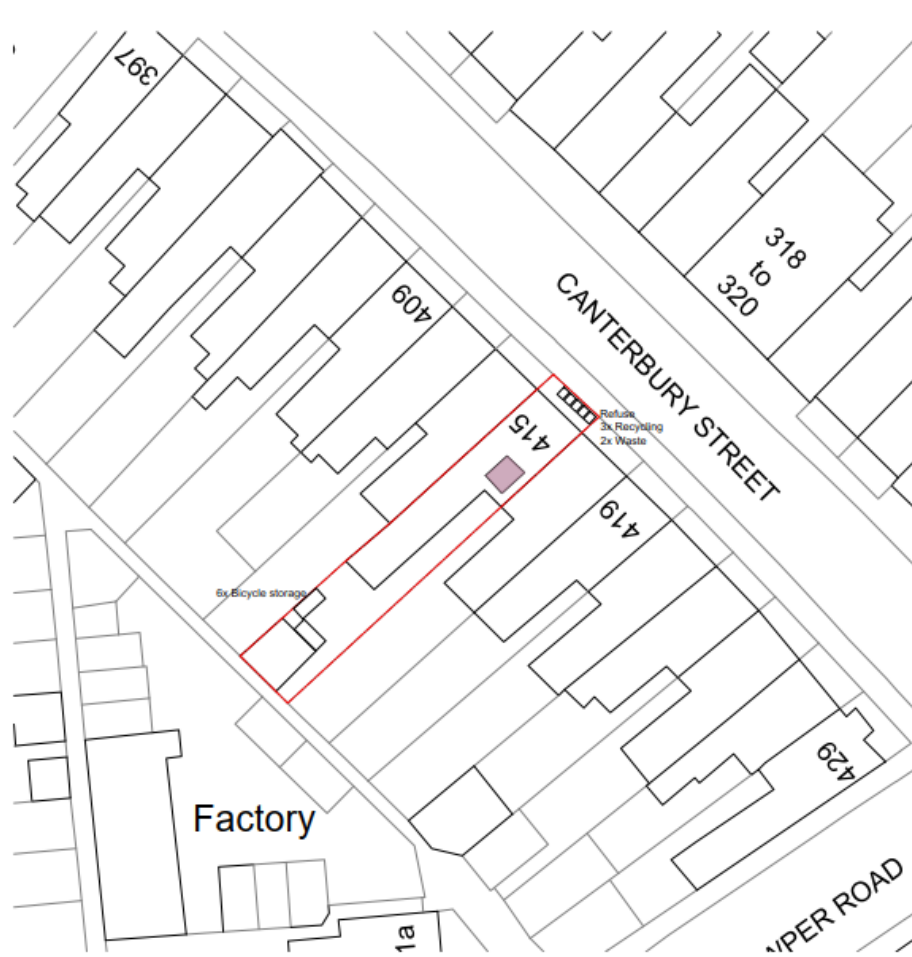 397
318
to
320
409
CANTERBURY STREET
415
Refuse
3x Recycling
2x Waste
419
6x Bicycle storage
429
Factory
WPER ROAD
1a